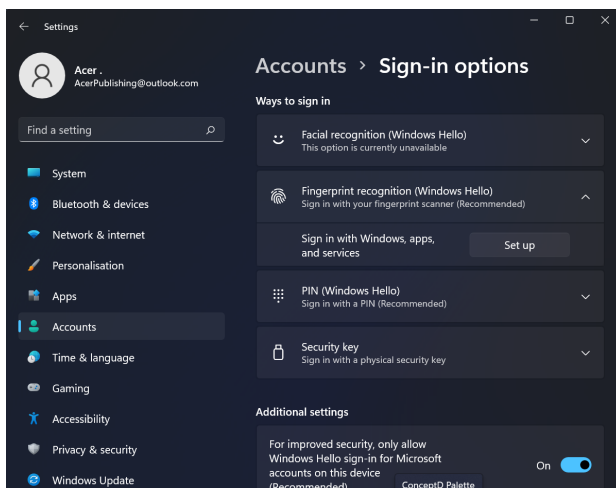 Settings
Acer .
AcerPublishing@outlook.com
Find a setting
System
Bluetooth & devices
Network & internet
Personalisation
Apps
Accounts
Time & language
Gaming
Accessibility
Privacy & security
Windows Update
Accounts > Sign-in options
Ways to sign in
Facial recognition (Windows Hello)
This option is currently unavailable
Fingerprint recognition (Windows Hello)
Sign in with your fingerprint scanner (Recommended)
Sign in with Windows, apps,
and services
Set up
PIN (Windows Hello)
Sign in with a PIN (Recommended)
Security key
Sign in with a physical security key
Additional settings
For improved security, only allow
Windows Hello sign-in for Microsoft
accounts on this device
(Recommended)
On
ConceptD Palette